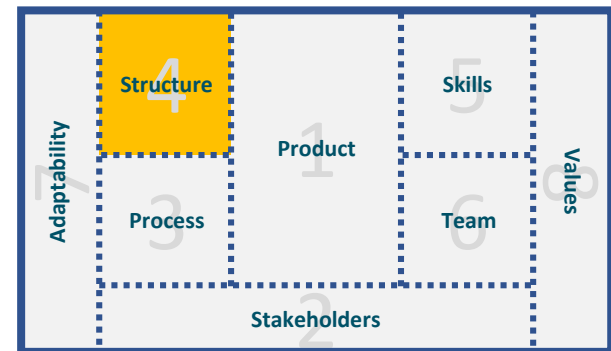 Structure
4
Skills
5
Product
1
Adaptability
7
Values
8
Process
3
Team
6
Stakeholders
2